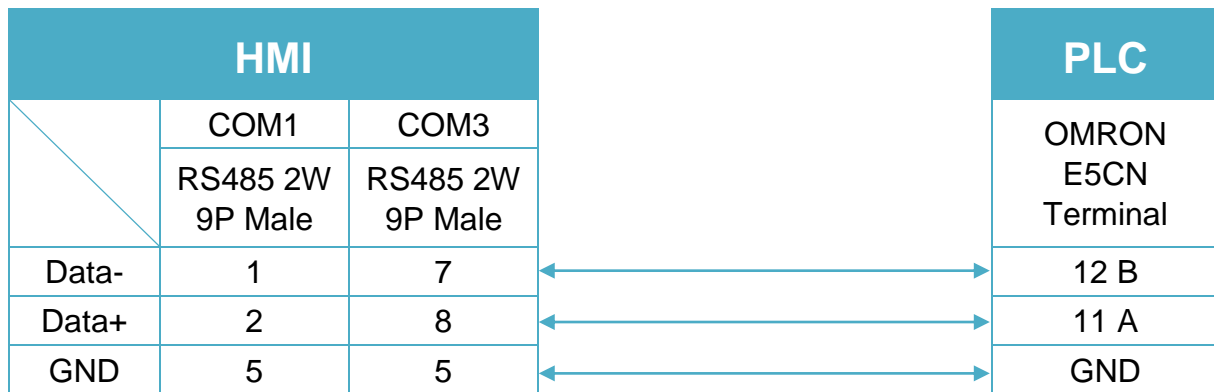 HMI PLC
COM1 COM3 OMRON
E5CN
Terminal
RS485 2W RS485 2W
9P Male 9P Male
Data- 1 7 12 B
Data+ 2 8 11 A
GND 5 5 GND